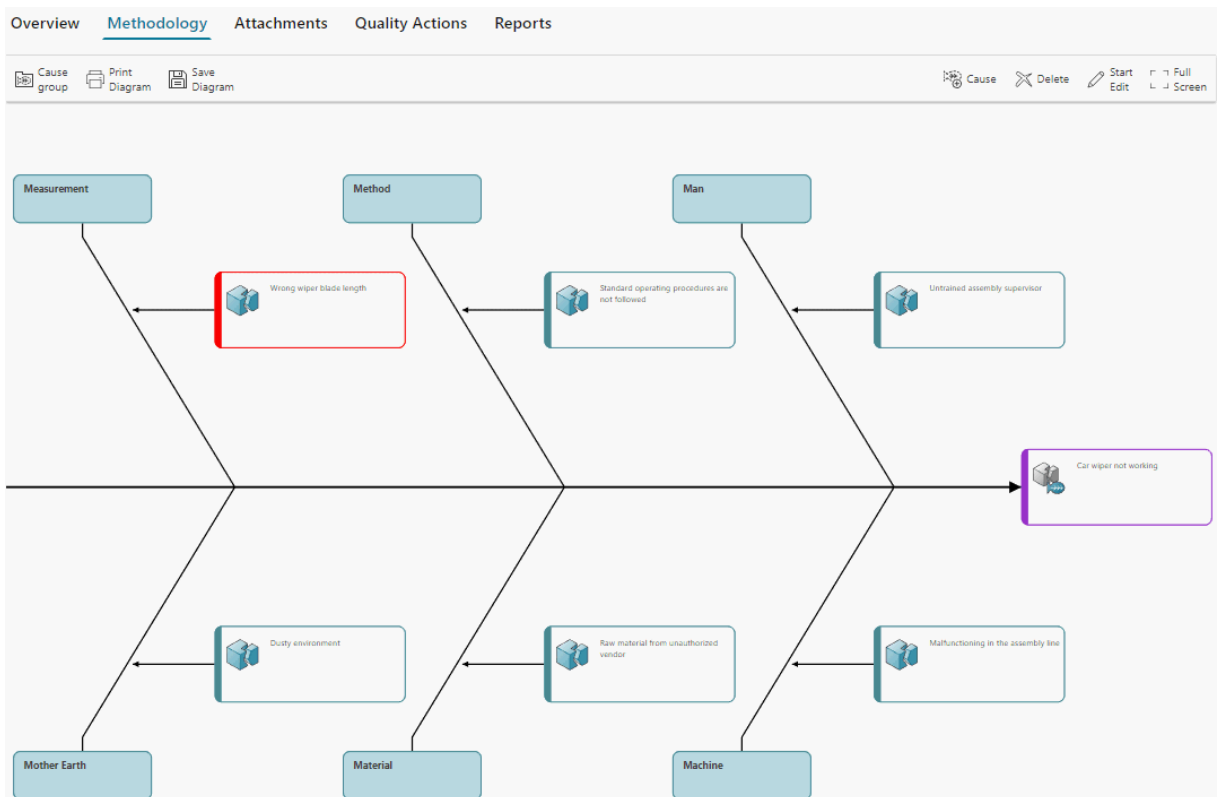 Overview Methodology Attachments Quality Actions Reports
Cause
group
Print
Diagram
Save
Diagram
Cause
Delete
Start
Edit
Full
Screen
Measurement
Method
Man
Wrong wiper blade length
Standard operating procedures are
not followed
Untrained assembly supervisor
Car wiper not working
Dusty environment
Raw material from unauthorized
vendor
Malfunctioning in the assembly line
Mother Earth
Material
Machine